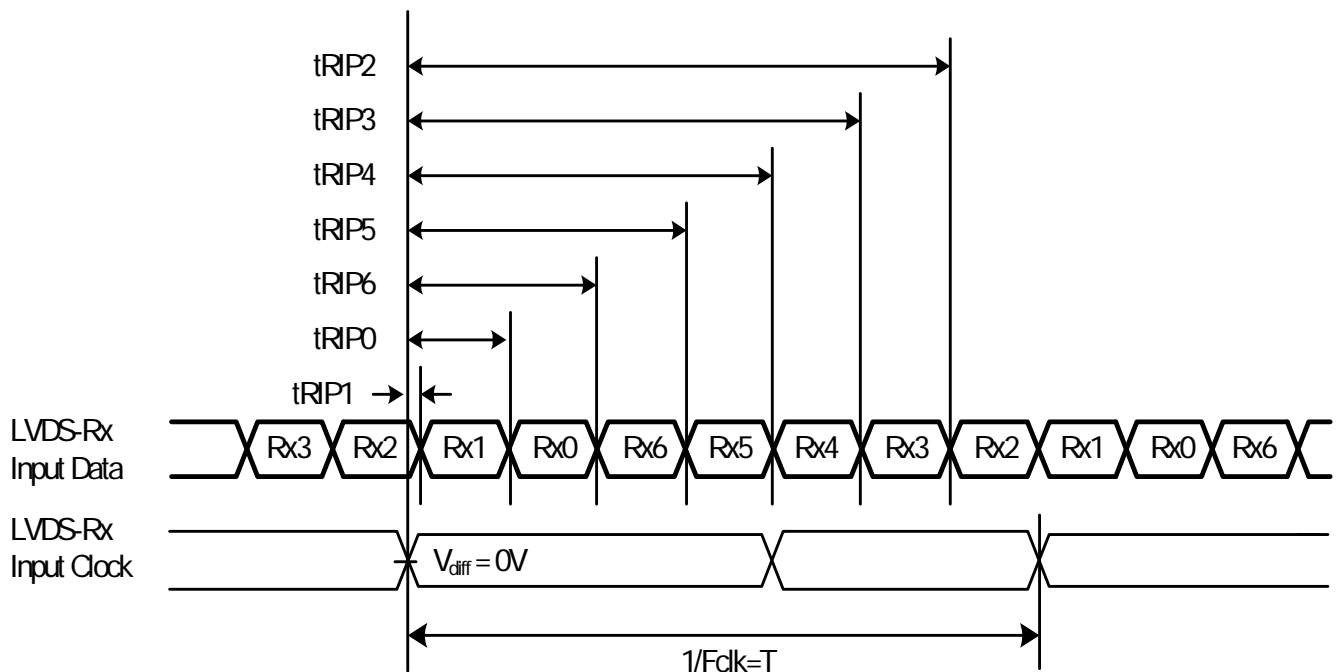 tRIP2
tRIP3
tRIP4
tRIP5
tRIP6
tRIP0
tRIP1
LVDS-Rx
Input Data
Rx3 Rx2 Rx1 Rx0 Rx6 Rx5 Rx4 Rx3 Rx2 Rx1 Rx0 Rx6
LVDS-Rx
Input Clock
Vdiff = 0V
1/Fclk=T